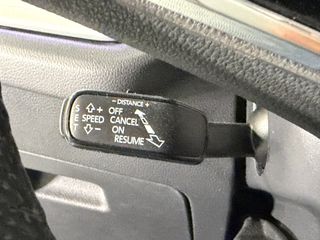 - DISTANCE +
S + OFF
E SPEED CANCEL
T - ON
RESUME